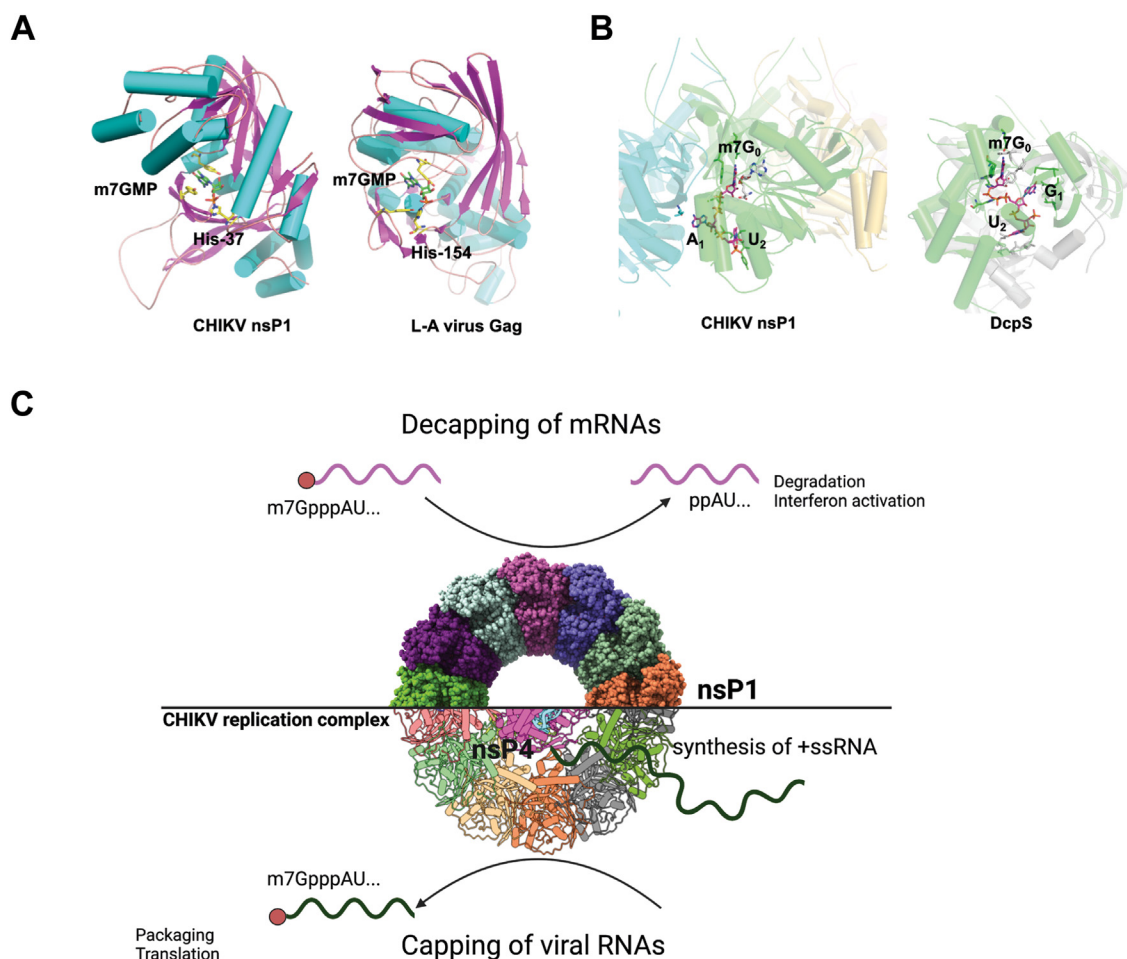 A
m7GMP
His-37
CHIKV nsP1
m7GMP
His-154
L-A virus Gag
B
m7G₀
A₁
U₂
CHIKV nsP1
m7G₀
G₁
U₂
DcpS
C
Decapping of mRNAs
m7GpppAU...
ppAU...
Degradation
Interferon activation
nsP1
CHIKV replication complex
nsP4
synthesis of +ssRNA
m7GpppAU...
Packaging
Translation
Capping of viral RNAs